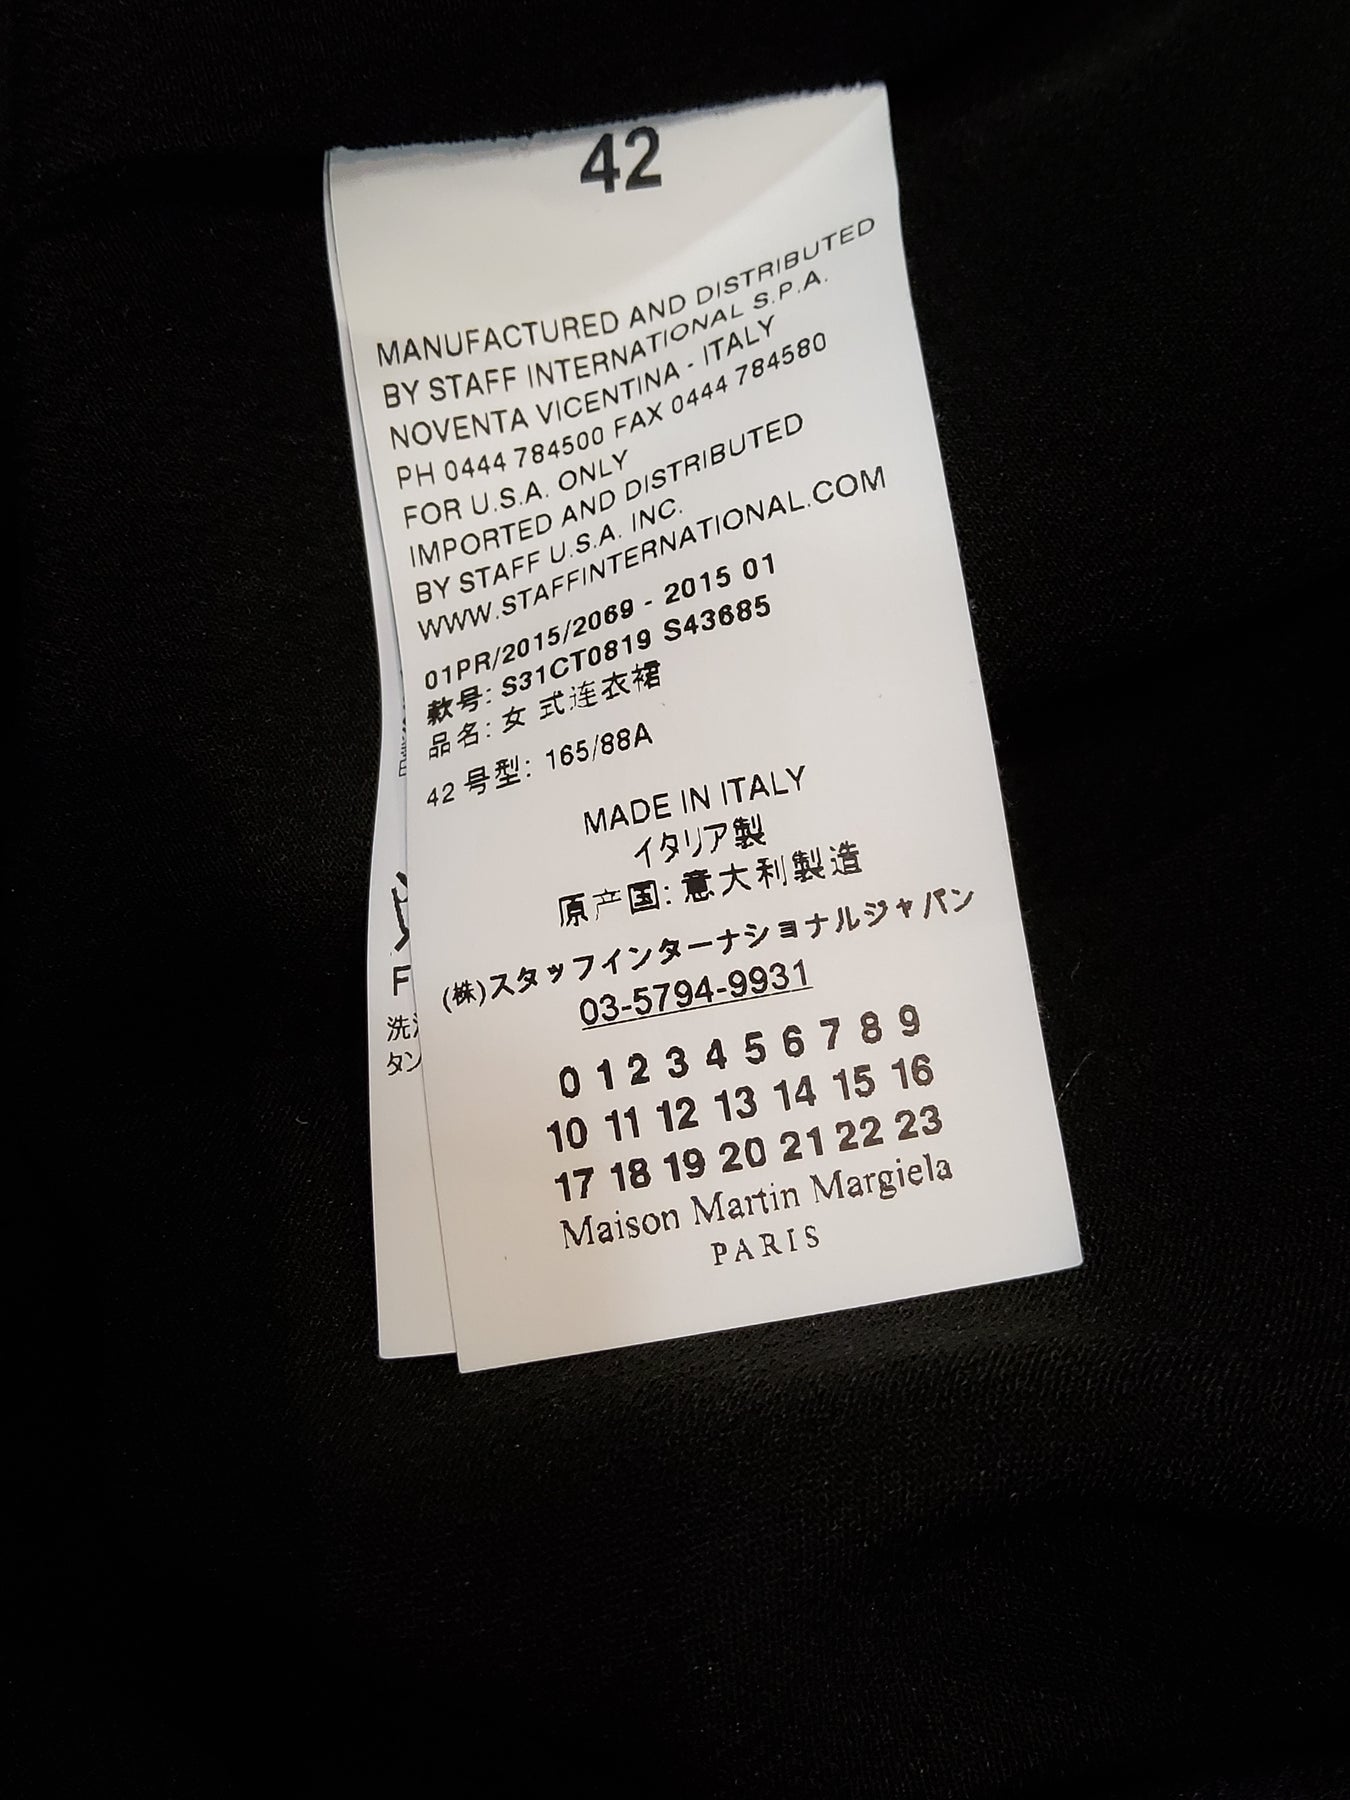 42
MANUFACTURED AND DISTRIBUTED
BY STAFF INTERNATIONAL S.P.A.
NOVENTA VICENTINA - ITALY
PH 0444 784500 FAX 0444 784580
FOR U.S.A. ONLY
IMPORTED AND DISTRIBUTED
BY STAFF U.S.A. INC.
WWW.STAFFINTERNATIONAL.COM
01PR/2015/2069 - 2015 01
款号: S31CT0819 S43685
品名: 女 式连衣裙
42 号型: 165/88A
MADE IN ITALY
イタリア製
原产国: 意大利製造
(株)スタッフインターナショナルジャパン
03-5794-9931
0 1 2 3 4 5 6 7 8 9
10 11 12 13 14 15 16
17 18 19 20 21 22 23
Maison Martin Margiela
PARIS
F
洗
タン